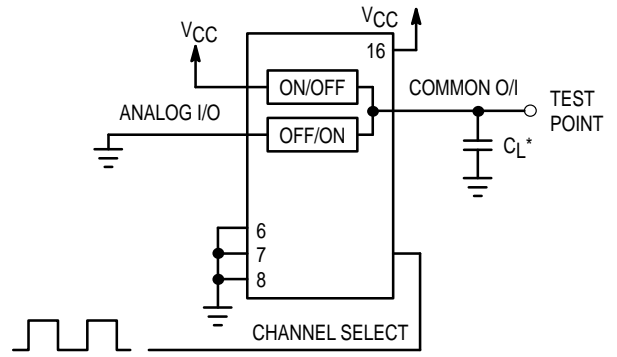 VCC
VCC
16
ON/OFF
COMMON O/I
TEST
POINT
ANALOG I/O
OFF/ON
CL*
6
7
8
CHANNEL SELECT